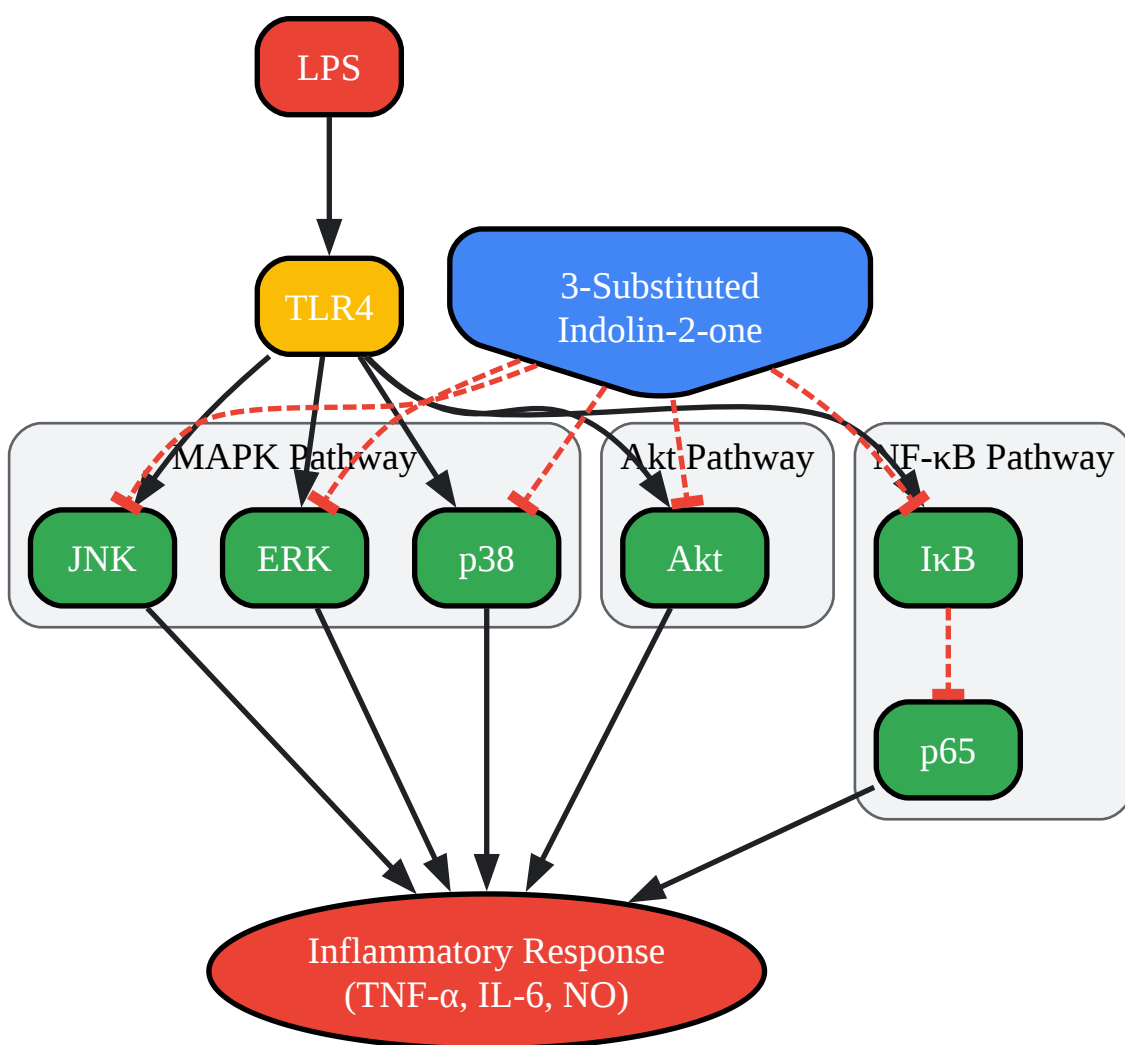 LPS
TLR4
3-Substituted
Indolin-2-one
MAPK Pathway
Akt Pathway
NF-κB Pathway
JNK
ERK
p38
Akt
IκB
p65
Inflammatory Response
(TNF-α, IL-6, NO)